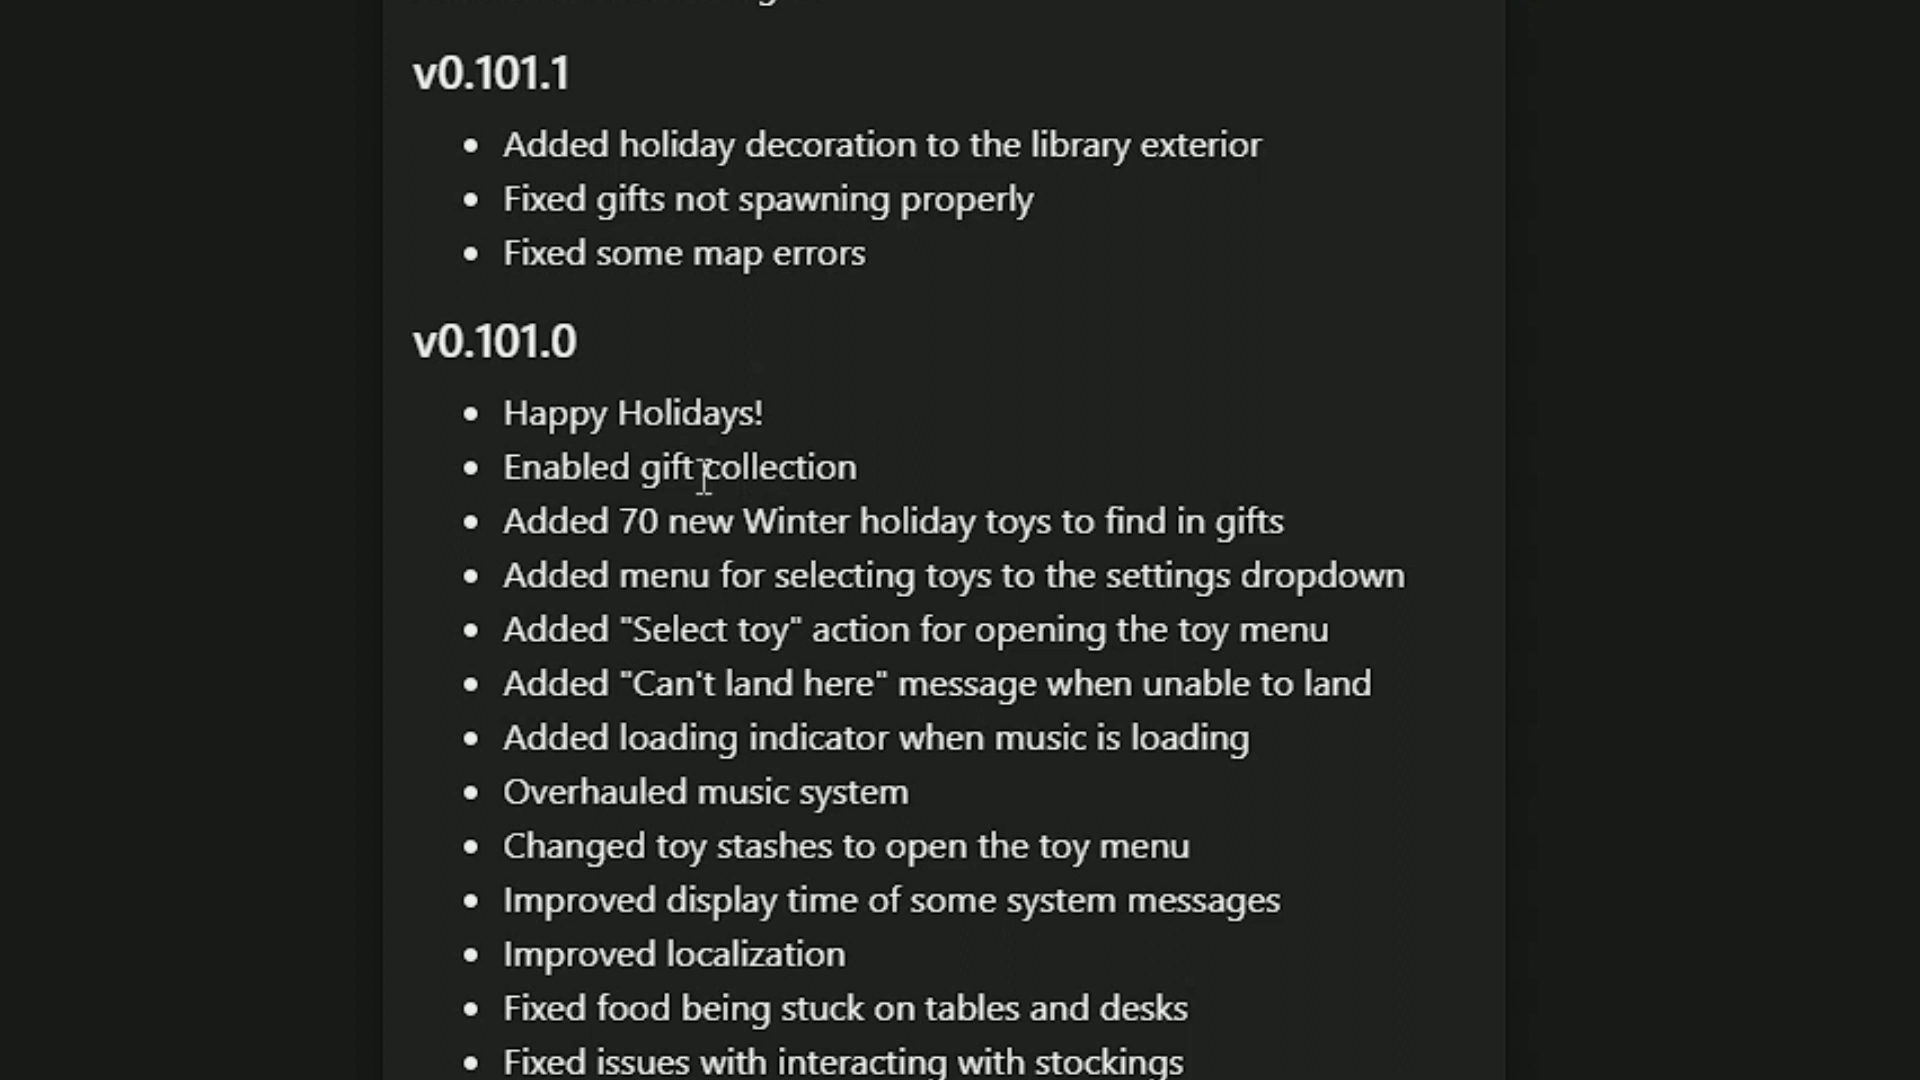 v0.101.1
Added holiday decoration to the library exterior
Fixed gifts not spawning properly
Fixed some map errors
v0.101.0
Happy Holidays!
Enabled gift collection
Added 70 new Winter holiday toys to find in gifts
Added menu for selecting toys to the settings dropdown
Added "Select toy" action for opening the toy menu
Added "Can't land here" message when unable to land
Added loading indicator when music is loading
Overhauled music system
Changed toy stashes to open the toy menu
Improved display time of some system messages
Improved localization
Fixed food being stuck on tables and desks
Fixed issues with interacting with stockings